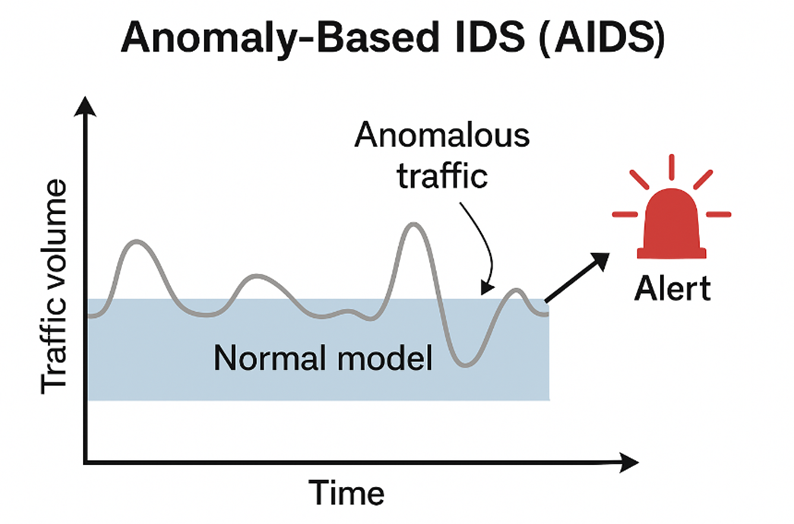 Anomaly-Based IDS (AIDS)
Traffic volume
Anomalous
traffic
Normal model
Alert
Time